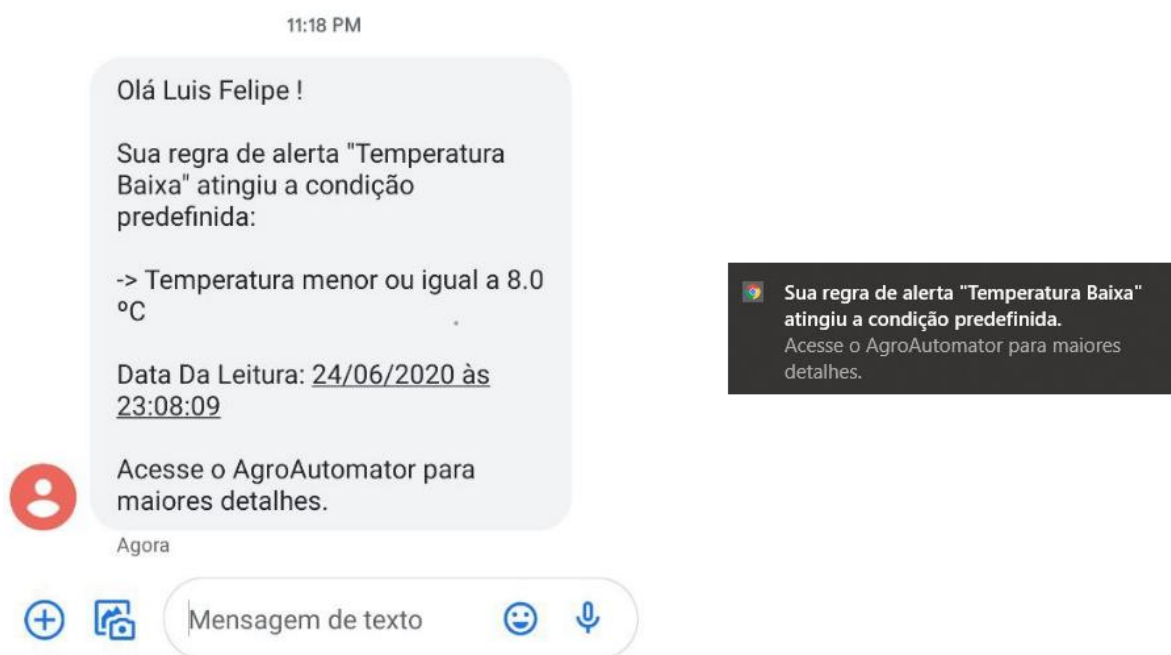 11:18 PM
Olá Luis Felipe !
Sua regra de alerta "Temperatura
Baixa" atingiu a condição
predefinida:
-> Temperatura menor ou igual a 8.0
ºC
Data Da Leitura: 24/06/2020 às
23:08:09
Acesse o AgroAutomator para
maiores detalhes.
Agora
Mensagem de texto
Sua regra de alerta "Temperatura Baixa"
atingiu a condição predefinida.
Acesse o AgroAutomator para maiores
detalhes.